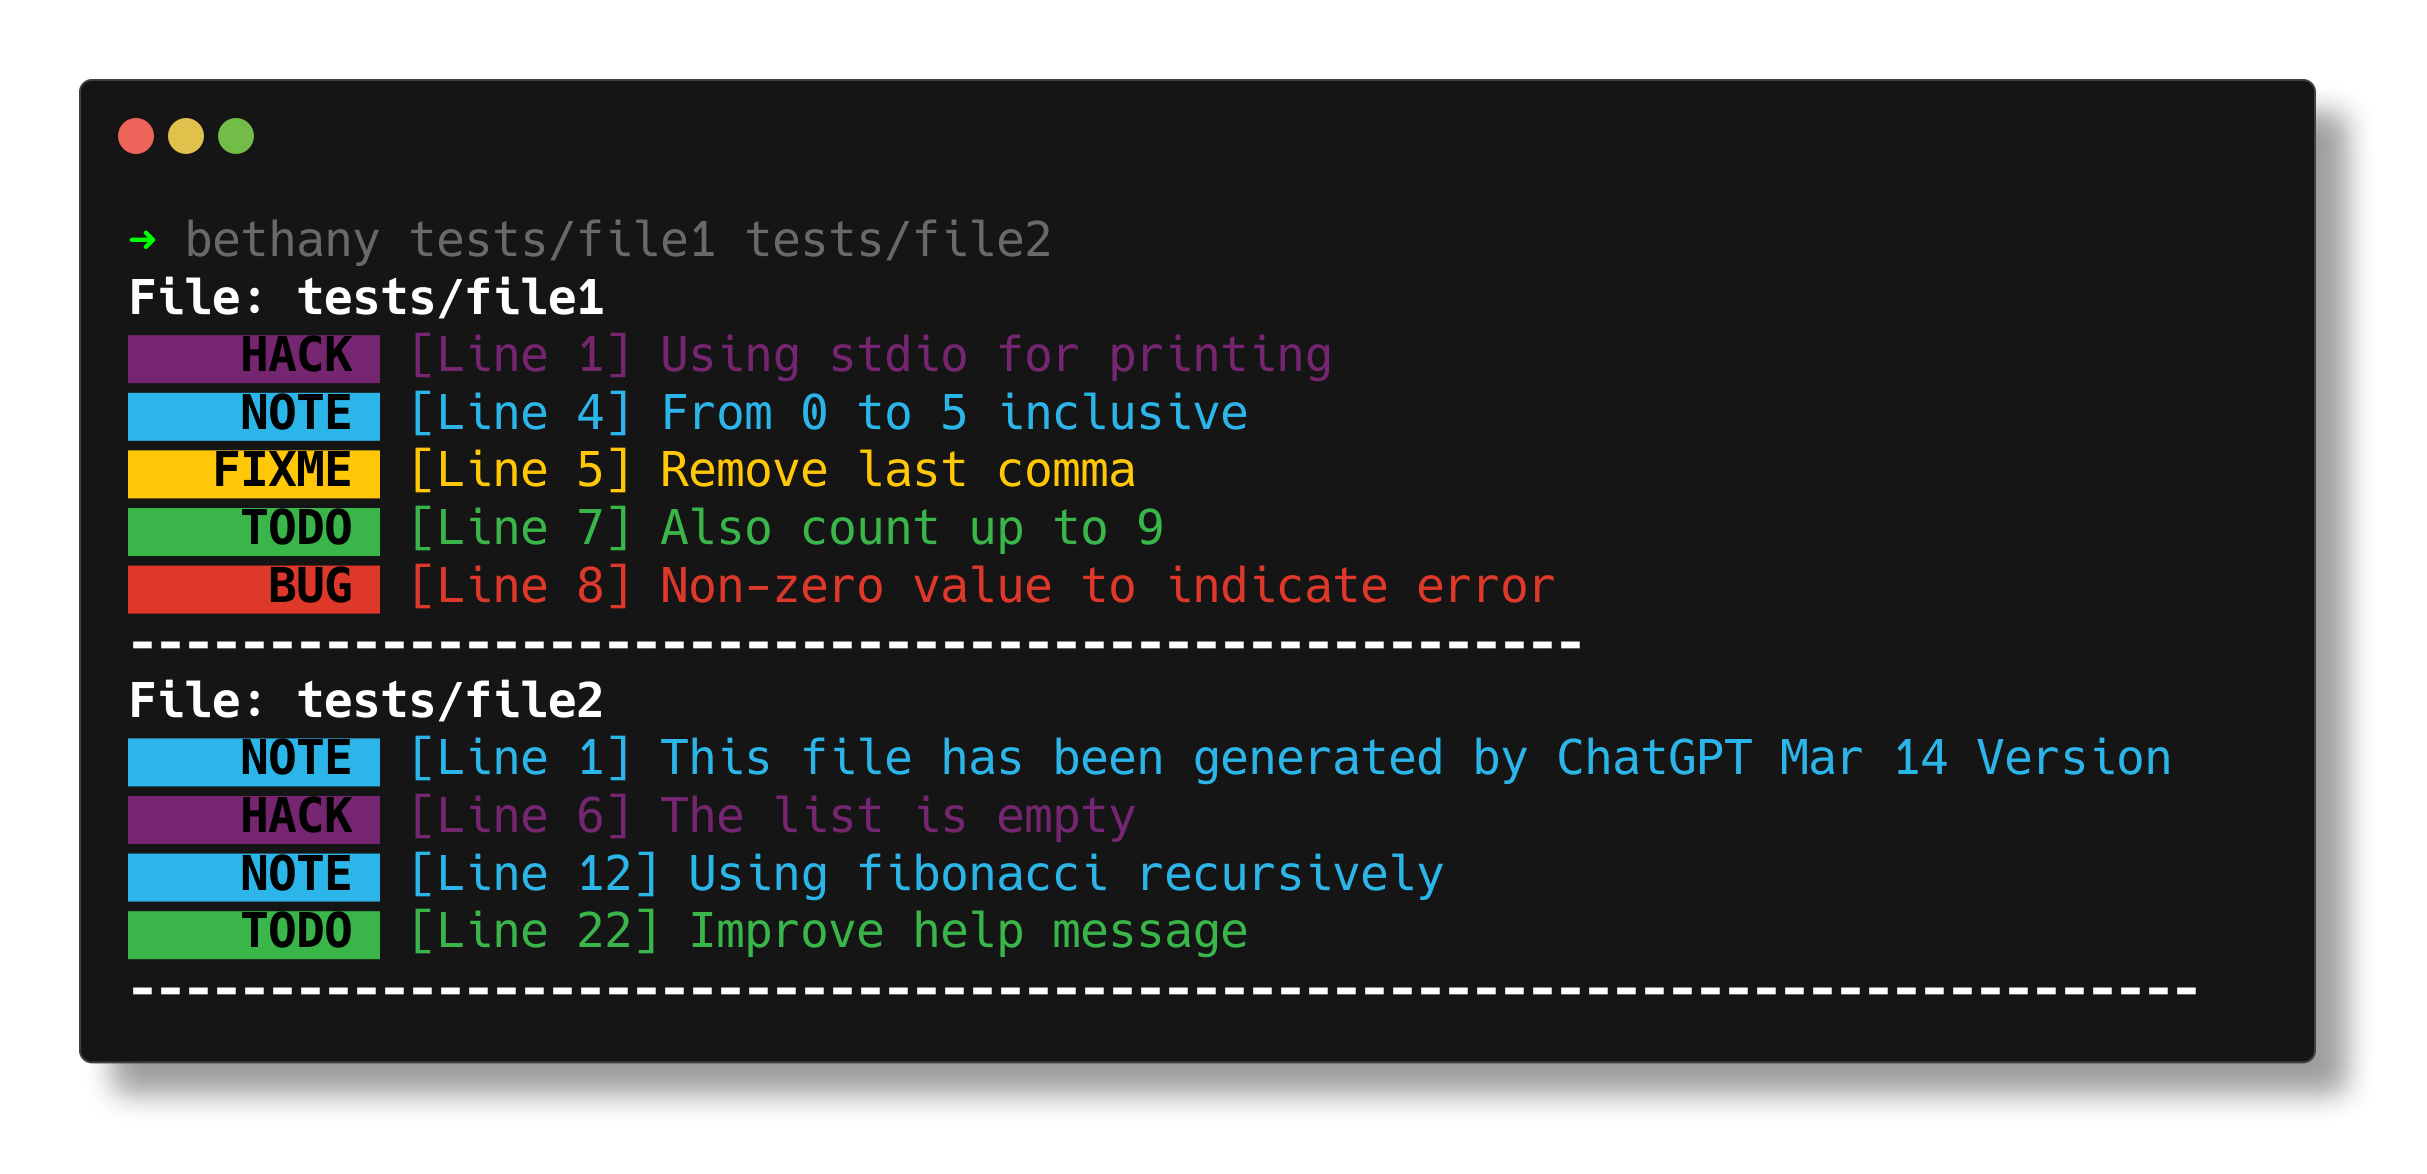 ➜ bethany tests/file1 tests/file2
File: tests/file1
HACK [Line 1] Using stdio for printing
NOTE [Line 4] From 0 to 5 inclusive
FIXME [Line 5] Remove last comma
TODO [Line 7] Also count up to 9
BUG [Line 8] Non-zero value to indicate error
----------------------------------------------------
File: tests/file2
NOTE [Line 1] This file has been generated by ChatGPT Mar 14 Version
HACK [Line 6] The list is empty
NOTE [Line 12] Using fibonacci recursively
TODO [Line 22] Improve help message
--------------------------------------------------------------------------